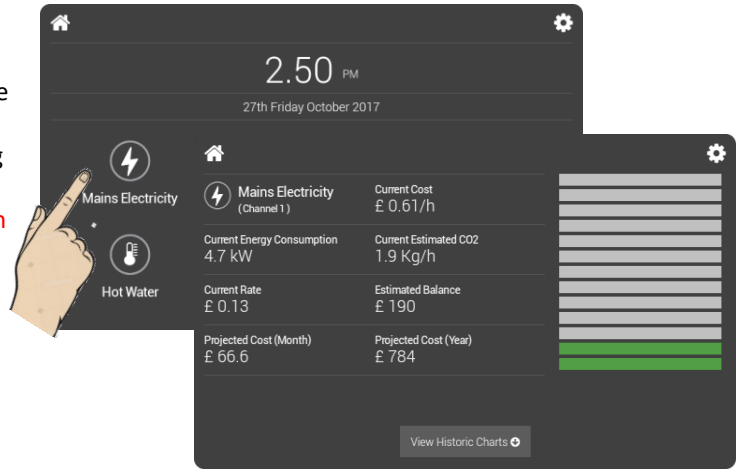 2.50 PM
27th Friday October 2017
Mains Electricity
Hot Water
Mains Electricity
(Channel 1)
Current Cost
£ 0.61/h
Current Energy Consumption
4.7 kW
Current Estimated CO2
1.9 Kg/h
Current Rate
£ 0.13
Estimated Balance
£ 190
Projected Cost (Month)
£ 66.6
Projected Cost (Year)
£ 784
View Historic Charts